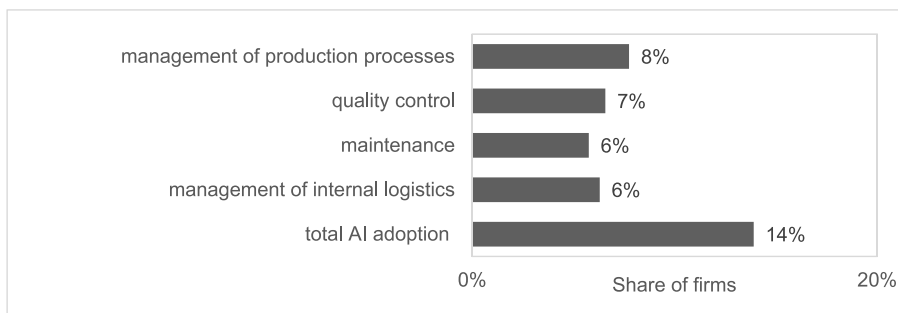 management of production processes 8%
quality control 7%
maintenance 6%
management of internal logistics 6%
total AI adoption 14%
0% Share of firms 20%